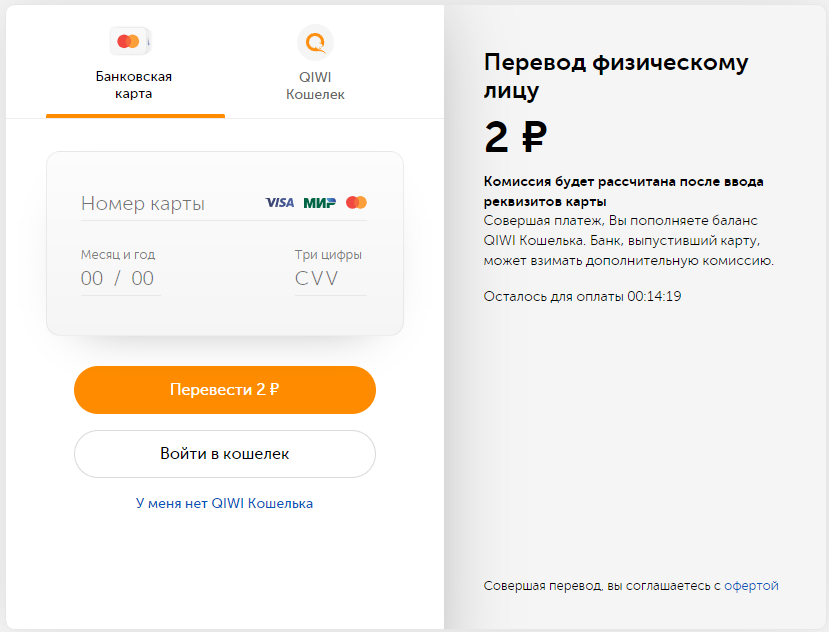 Банковская
карта
QIWI
Кошелек
Номер карты
VISA
МИР
Месяц и год
00 / 00
Три цифры
CVV
Перевести 2 ₽
Войти в кошелек
У меня нет QIWI Кошелька
Перевод физическому
лицу
2 ₽
Комиссия будет рассчитана после ввода
реквизитов карты
Совершая платеж, Вы пополняете баланс
QIWI Кошелька. Банк, выпустивший карту,
может взимать дополнительную комиссию.
Осталось для оплаты 00:14:19
Совершая перевод, вы соглашаетесь с офертой